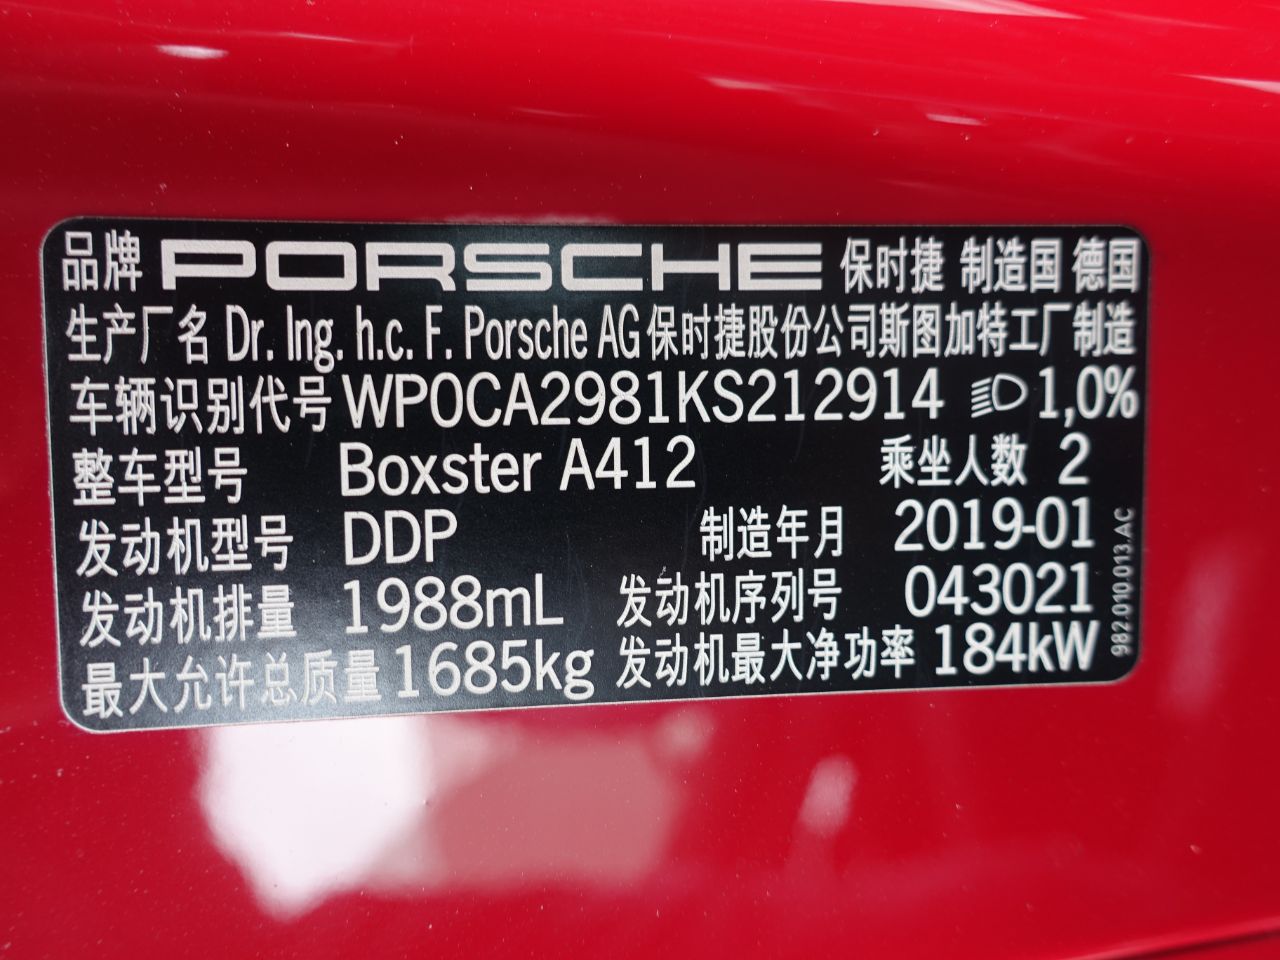 品牌 PORSCHE 保时捷 制造国 德国
生产厂名 Dr. Ing. h.c. F. Porsche AG 保时捷股份公司斯图加特工厂制造
车辆识别代号 WP0CA2981KS212914 1,0%
整车型号 Boxster A412 乘坐人数 2
发动机型号 DDP 制造年月 2019-01
发动机排量 1988mL 发动机序列号 043021
最大允许总质量 1685kg 发动机最大净功率 184kW
982.010.013.AC